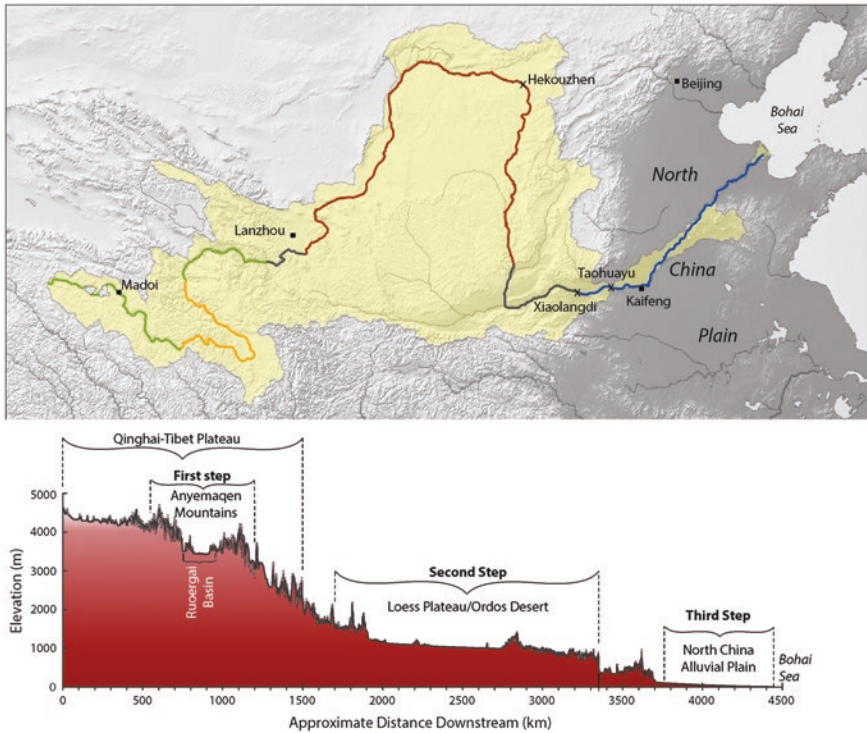 Hekouzhen
Beijing
Bohai
Sea
North
Lanzhou
Madoi
Taohuayu
China
Xiaolangdi
Kaifeng
Plain
Qinghai-Tibet Plateau
First step
Anyemaqen
Mountains
Ruoergai
Basin
Second Step
Loess Plateau/Ordos Desert
Third Step
North China
Alluvial Plain
Bohai
Sea
Elevation (m)
5000
4000
3000
2000
1000
0
0 500 1000 1500 2000 2500 3000 3500 4000 4500
Approximate Distance Downstream (km)